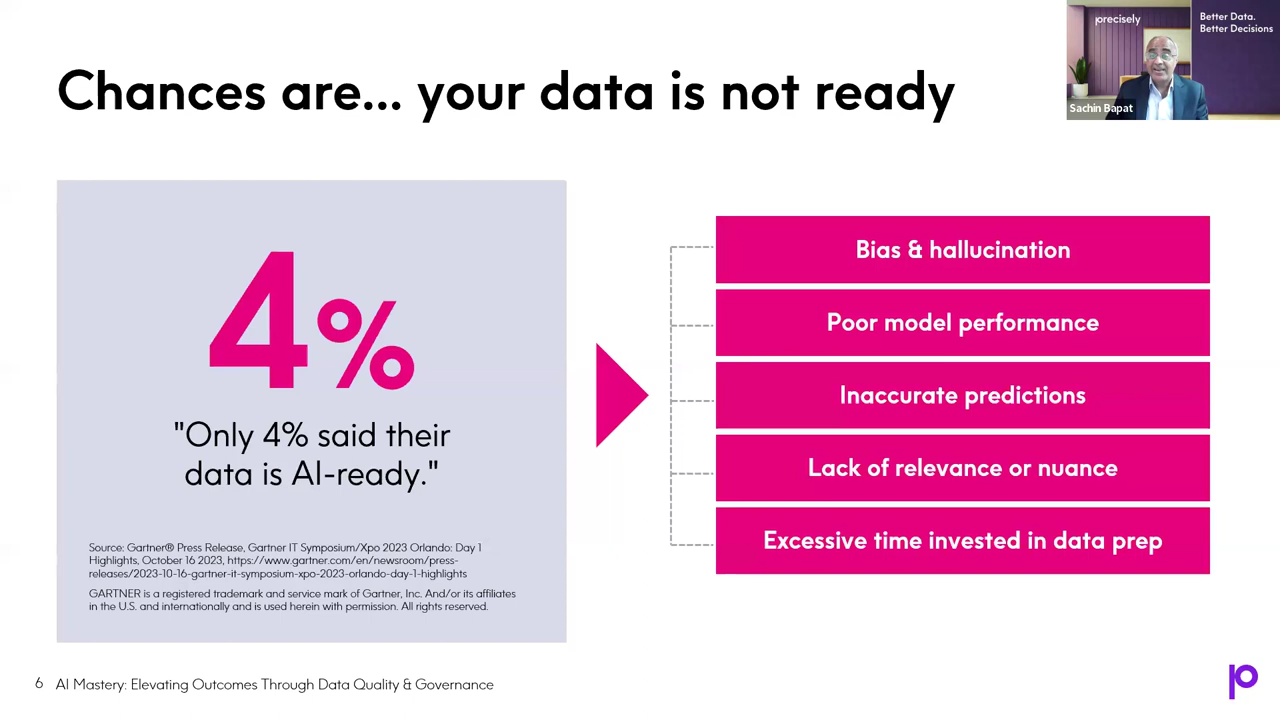 precisely
Better Data.
Better Decisions
Sachin Bapat
Chances are... your data is not ready
4%
"Only 4% said their
data is AI-ready."
Source: Gartner® Press Release, Gartner IT Symposium/Xpo 2023 Orlando: Day 1
Highlights, October 16 2023, https://www.gartner.com/en/newsroom/press-
releases/2023-10-16-gartner-it-symposium-xpo-2023-orlando-day-1-highlights
GARTNER is a registered trademark and service mark of Gartner, Inc. And/or its affiliates
in the U.S. and internationally and is used herein with permission. All rights reserved.
Bias & hallucination
Poor model performance
Inaccurate predictions
Lack of relevance or nuance
Excessive time invested in data prep
6 AI Mastery: Elevating Outcomes Through Data Quality & Governance